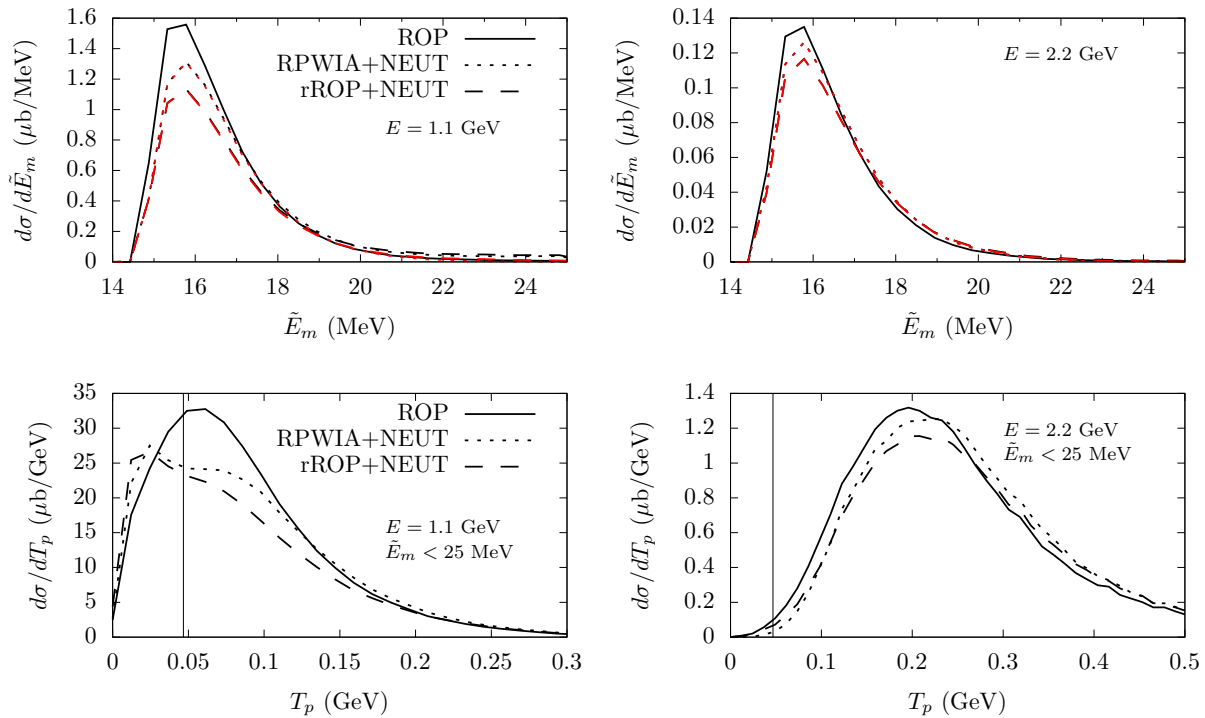 dσ/dẼₘ (μb/MeV)
1.6
1.4
1.2
1
0.8
0.6
0.4
0.2
0
14 16 18 20 22 24
Ẽₘ (MeV)
ROP
RPWIA+NEUT
rROP+NEUT
E = 1.1 GeV
dσ/dẼₘ (μb/MeV)
0.14
0.12
0.1
0.08
0.06
0.04
0.02
0
14 16 18 20 22 24
Ẽₘ (MeV)
E = 2.2 GeV
dσ/dTₚ (μb/GeV)
35
30
25
20
15
10
5
0
0 0.05 0.1 0.15 0.2 0.25 0.3
Tₚ (GeV)
ROP
RPWIA+NEUT
rROP+NEUT
E = 1.1 GeV
Ẽₘ < 25 MeV
dσ/dTₚ (μb/GeV)
1.4
1.2
1
0.8
0.6
0.4
0.2
0
0 0.1 0.2 0.3 0.4 0.5
Tₚ (GeV)
E = 2.2 GeV
Ẽₘ < 25 MeV